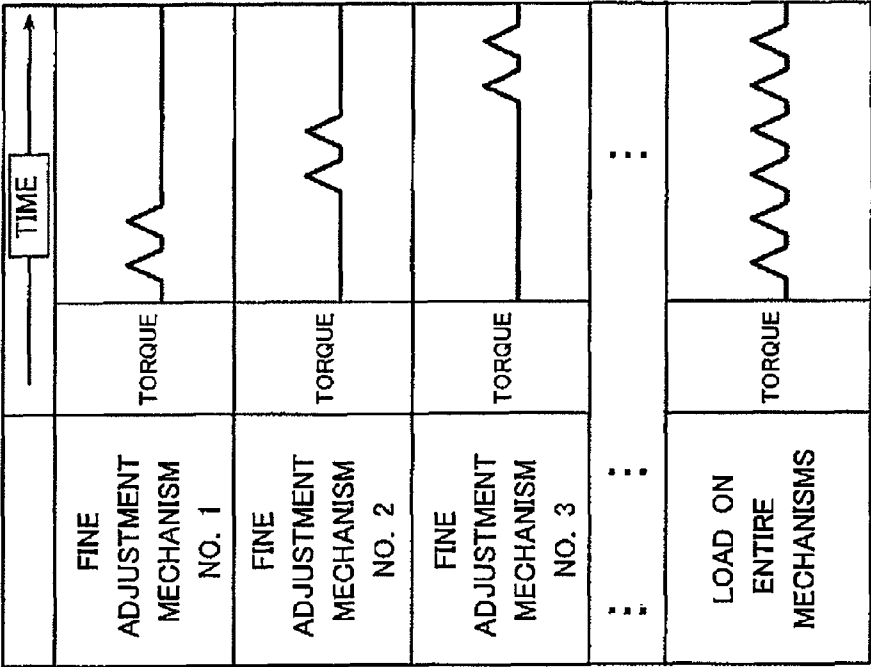 TIME
FINE
ADJUSTMENT
MECHANISM
NO. 1
TORQUE
FINE
ADJUSTMENT
MECHANISM
NO. 2
TORQUE
FINE
ADJUSTMENT
MECHANISM
NO. 3
TORQUE
...
...
...
LOAD ON
ENTIRE
MECHANISMS
TORQUE